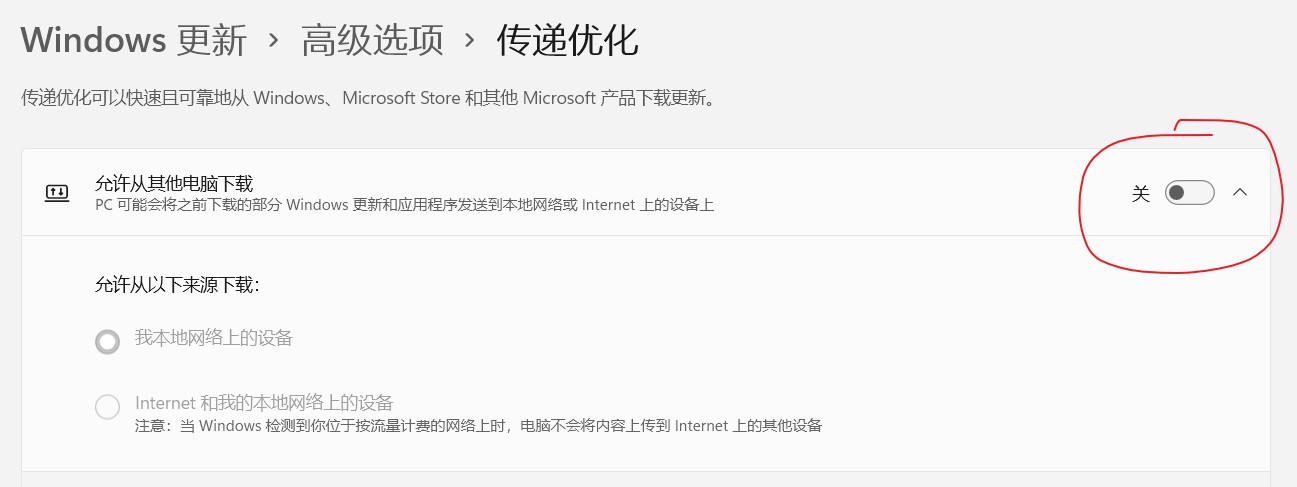 Windows 更新 › 高级选项 › 传递优化
传递优化可以快速且可靠地从 Windows、Microsoft Store 和其他 Microsoft 产品下载更新。
允许从其他电脑下载
PC 可能会将之前下载的部分 Windows 更新和应用程序发送到本地网络或 Internet 上的设备上
关
允许从以下来源下载:
我本地网络上的设备
Internet 和我的本地网络上的设备
注意：当 Windows 检测到你位于按流量计费的网络上时，电脑不会将内容上传到 Internet 上的其他设备